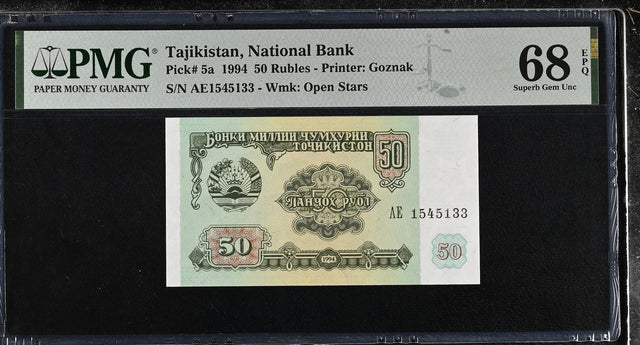 PMG®
PAPER MONEY GUARANTY
Tajikistan, National Bank
Pick# 5a 1994 50 Rubles - Printer: Goznak
S/N AE1545133 - Wmk: Open Stars
68 EPQ
Superb Gem Unc
БОНКИ МИЛЛИИ ҶУМҲУРИИ
ТОҶИКИСТОН
50
ПАНҶОҲ РУБЛ
АЕ 1545133
50
50
1994